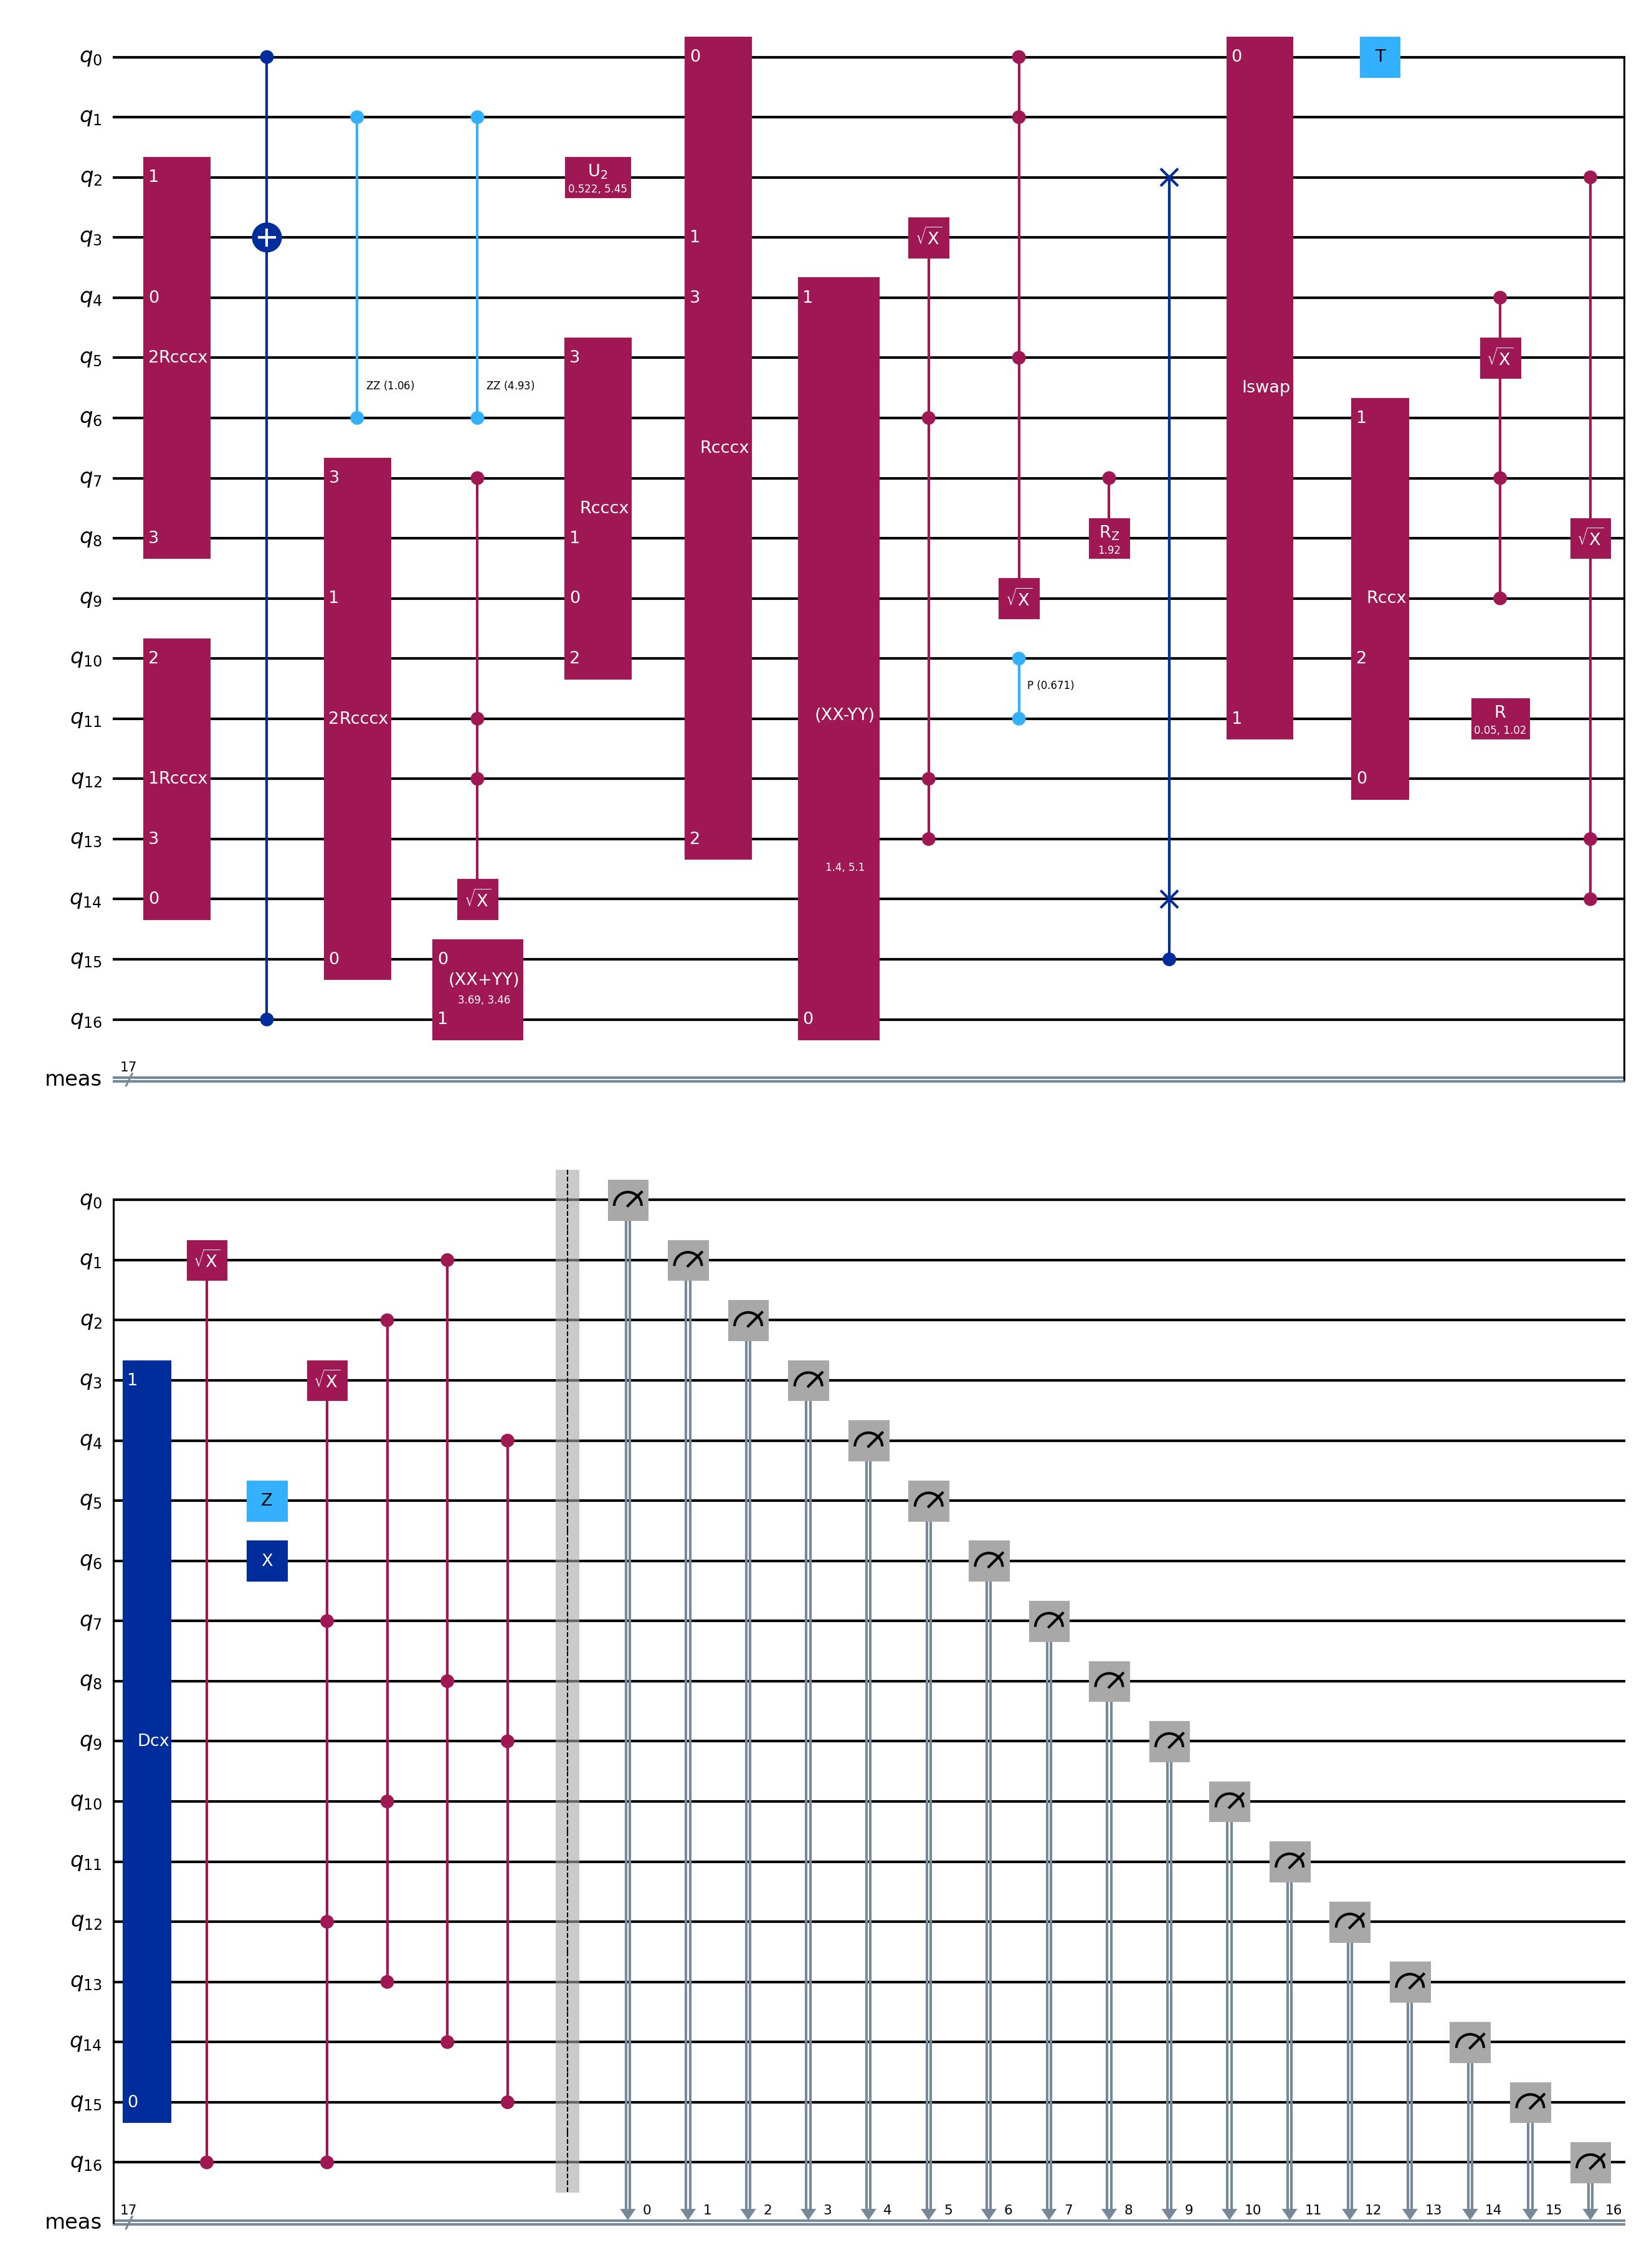 q0 0 0 T
q1
q2 1 U2 0.522, 5.45
q3 1 √X
q4 0 3 1
q5 2Rcccx 3 √X
ZZ (1.06) ZZ (4.93) Iswap
q6 1
Rcccx
q7 3
Rcccx
q8 3 1 RZ 1.92 √X
q9 1 0 √X Rccx
q10 2 2 2
P (0.671)
q11 2Rcccx (XX-YY) 1 R 0.05, 1.02
q12 1Rcccx 0
q13 3 2
1.4, 5.1
q14 0 √X
q15 0 0
(XX+YY)
3.69, 3.46
q16 1 0
17
meas
q0
q1 √X
q2
q3 1 √X
q4
q5 Z
q6 X
q7
q8
q9 Dcx
q10
q11
q12
q13
q14
q15 0
q16
17 0 1 2 3 4 5 6 7 8 9 10 11 12 13 14 15 16
meas